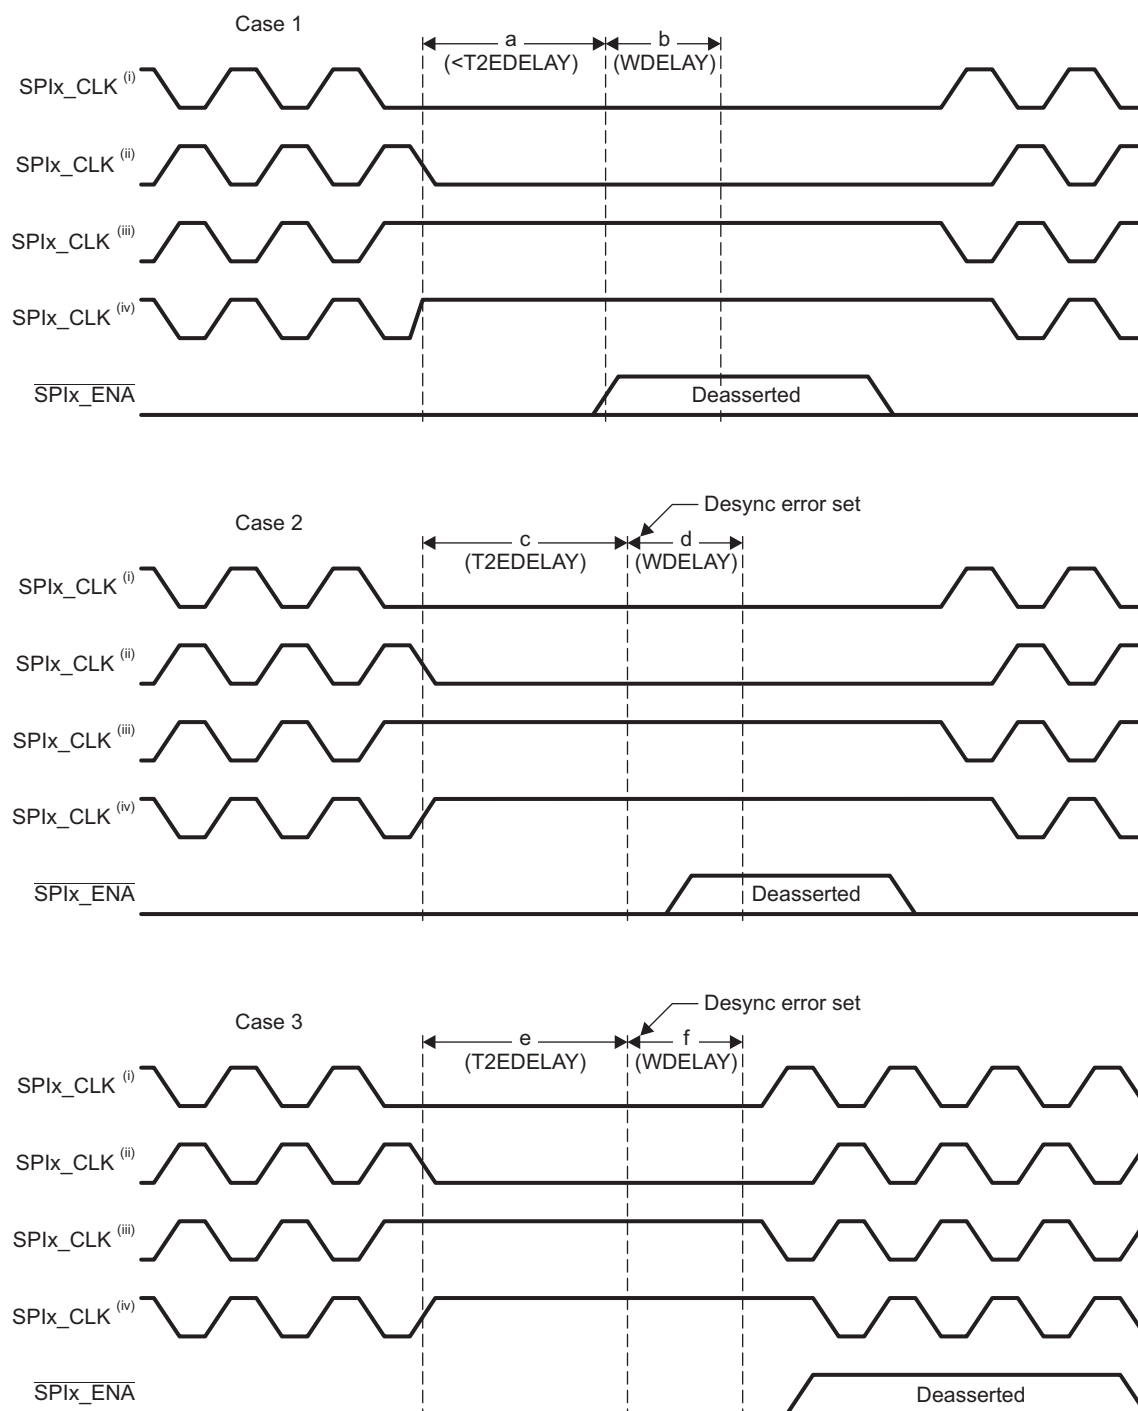 Case 1
a
(<T2EDELAY)
b
(WDELAY)
SPIx_CLK (i)
SPIx_CLK (ii)
SPIx_CLK (iii)
SPIx_CLK (iv)
SPIx_ENA
Deasserted
Desync error set
Case 2
c
(T2EDELAY)
d
(WDELAY)
SPIx_CLK (i)
SPIx_CLK (ii)
SPIx_CLK (iii)
SPIx_CLK (iv)
SPIx_ENA
Deasserted
Desync error set
Case 3
e
(T2EDELAY)
f
(WDELAY)
SPIx_CLK (i)
SPIx_CLK (ii)
SPIx_CLK (iii)
SPIx_CLK (iv)
SPIx_ENA
Deasserted